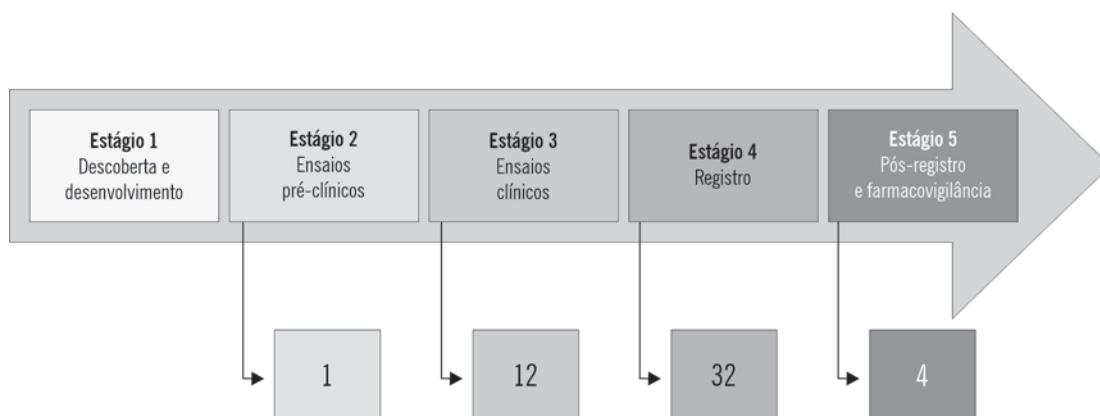 Estágio 1
Descoberta e
desenvolvimento
Estágio 2
Ensaios
pré-clínicos
Estágio 3
Ensaios
clínicos
Estágio 4
Registro
Estágio 5
Pós-registro
e farmacovigilância
1
12
32
4